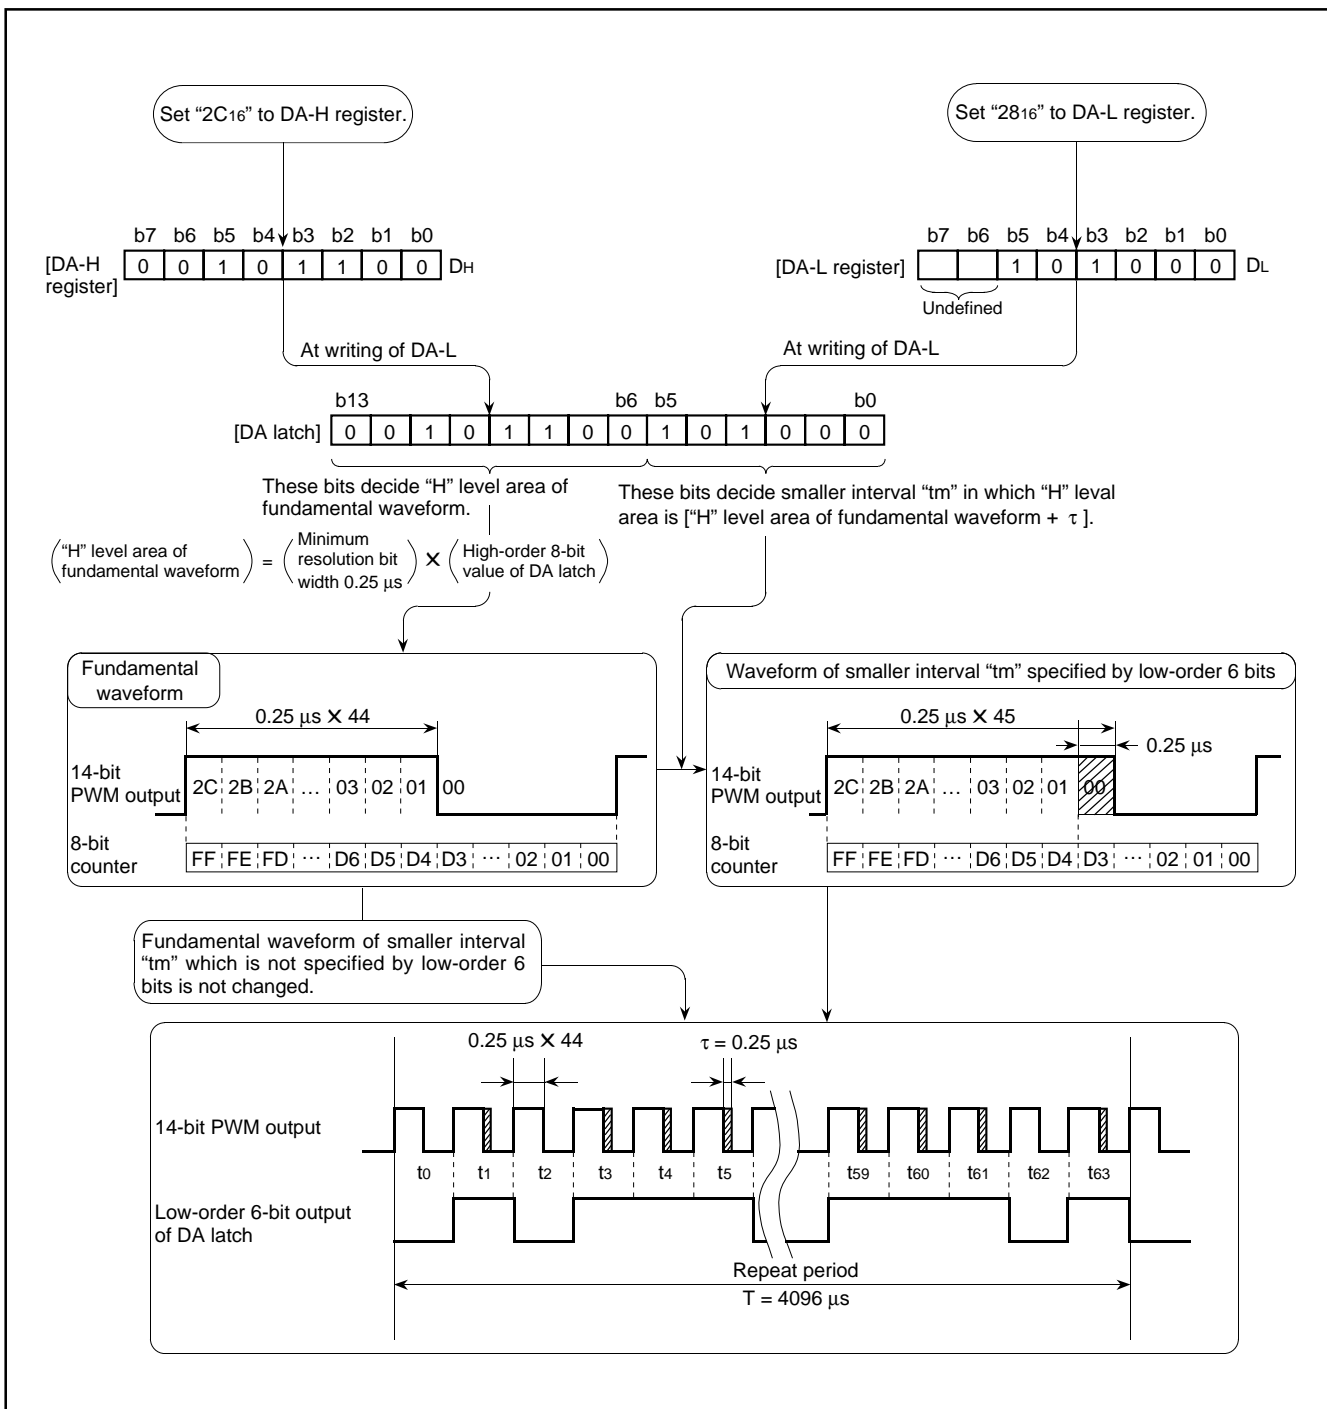 Set “2C16” to DA-H register.
Set “2816” to DA-L register.
b7 b6 b5 b4 b3 b2 b1 b0
[DA-H register] 0 0 1 0 1 1 0 0 DH
b7 b6 b5 b4 b3 b2 b1 b0
[DA-L register] 1 0 1 0 0 0 DL
Undefined
At writing of DA-L
At writing of DA-L
b13 b6 b5 b0
[DA latch] 0 0 1 0 1 1 0 0 1 0 1 0 0 0
These bits decide “H” level area of
fundamental waveform.
These bits decide smaller interval “tm” in which “H” leval
area is [“H” level area of fundamental waveform + τ ].
“H” level area of
fundamental waveform
=
Minimum
resolution bit
width 0.25 μs
×
High-order 8-bit
value of DA latch
Fundamental
waveform
0.25 μs × 44
14-bit
PWM output
2C 2B 2A … 03 02 01 00
8-bit
counter
FF FE FD … D6 D5 D4 D3 … 02 01 00
Waveform of smaller interval “tm” specified by low-order 6 bits
0.25 μs × 45
0.25 μs
14-bit
PWM output
2C 2B 2A … 03 02 01 00
8-bit
counter
FF FE FD … D6 D5 D4 D3 … 02 01 00
Fundamental waveform of smaller interval
“tm” which is not specified by low-order 6
bits is not changed.
0.25 μs × 44
τ = 0.25 μs
14-bit PWM output
t0 t1 t2 t3 t4 t5 t59 t60 t61 t62 t63
Low-order 6-bit output
of DA latch
Repeat period
T = 4096 μs